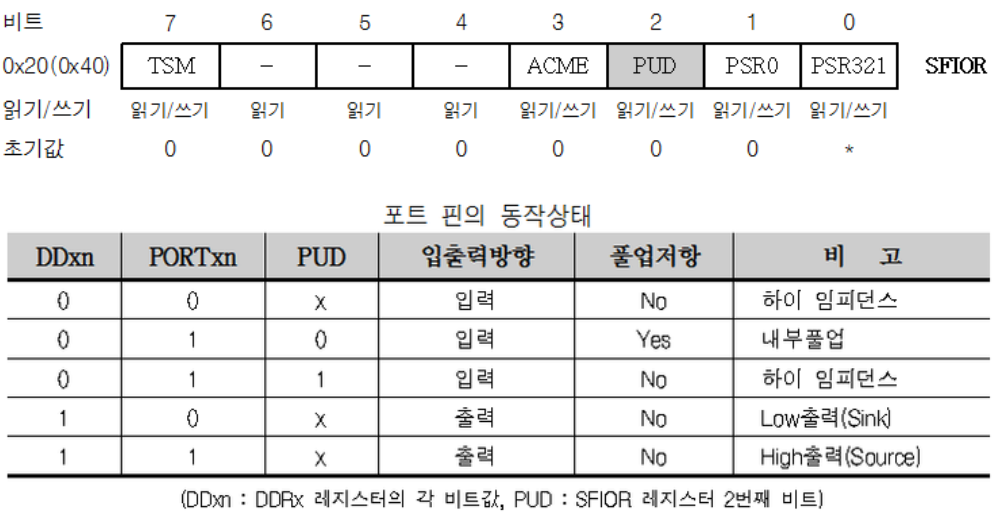 비트 7 6 5 4 3 2 1 0
0x20(0x40) TSM − − − ACME PUD PSR0 PSR321 SFIOR
읽기/쓰기 읽기/쓰기 읽기 읽기 읽기 읽기/쓰기 읽기/쓰기 읽기/쓰기 읽기/쓰기
초기값 0 0 0 0 0 0 0 *
포트 핀의 동작상태
DDxn PORTxn PUD 입출력방향 풀업저항 비 고
0 0 x 입력 No 하이 임피던스
0 1 0 입력 Yes 내부풀업
0 1 1 입력 No 하이 임피던스
1 0 x 출력 No Low출력(Sink)
1 1 x 출력 No High출력(Source)
(DDxn : DDRx 레지스터의 각 비트값, PUD : SFIOR 레지스터 2번째 비트)